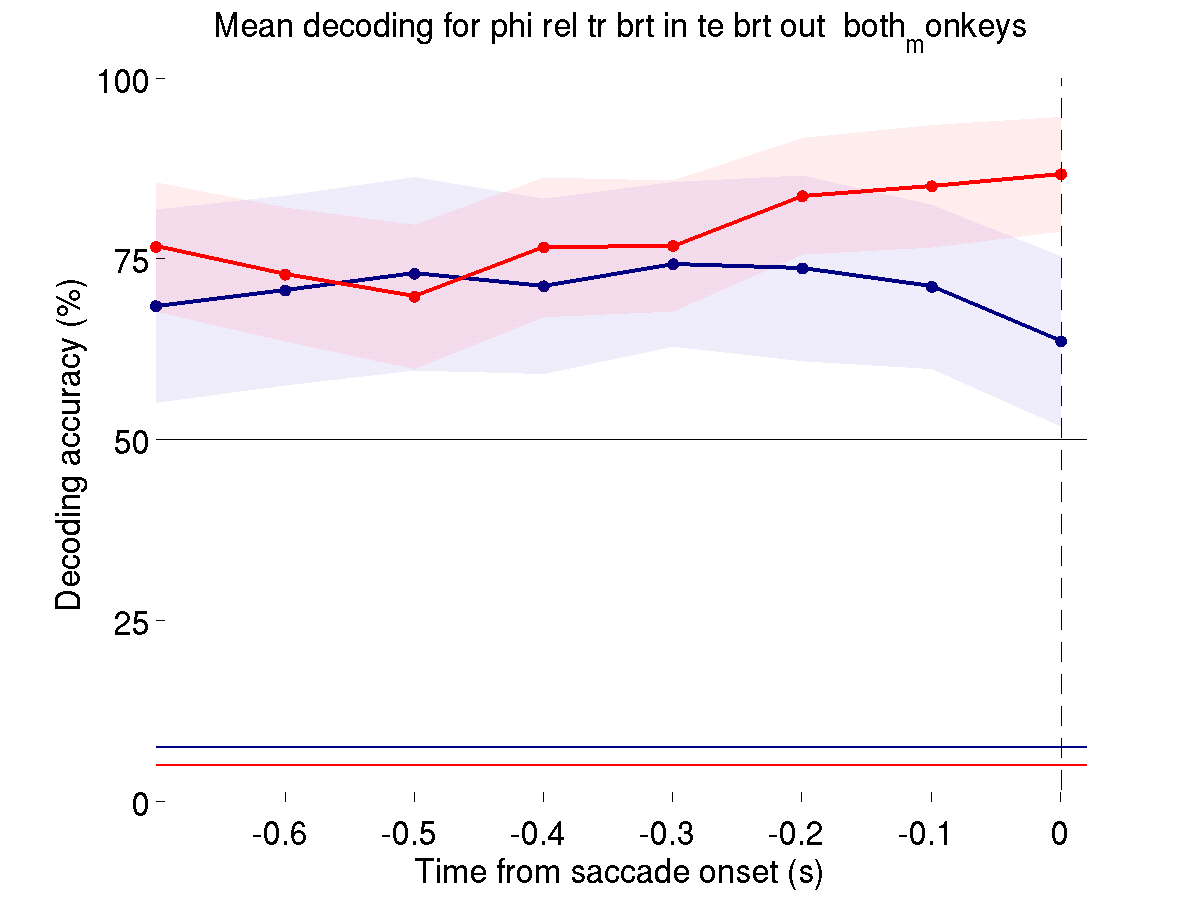 Mean decoding for phi rel tr brt in te brt out both_monkeys
100
75
50
25
0
Decoding accuracy (%)
-0.6 -0.5 -0.4 -0.3 -0.2 -0.1 0
Time from saccade onset (s)